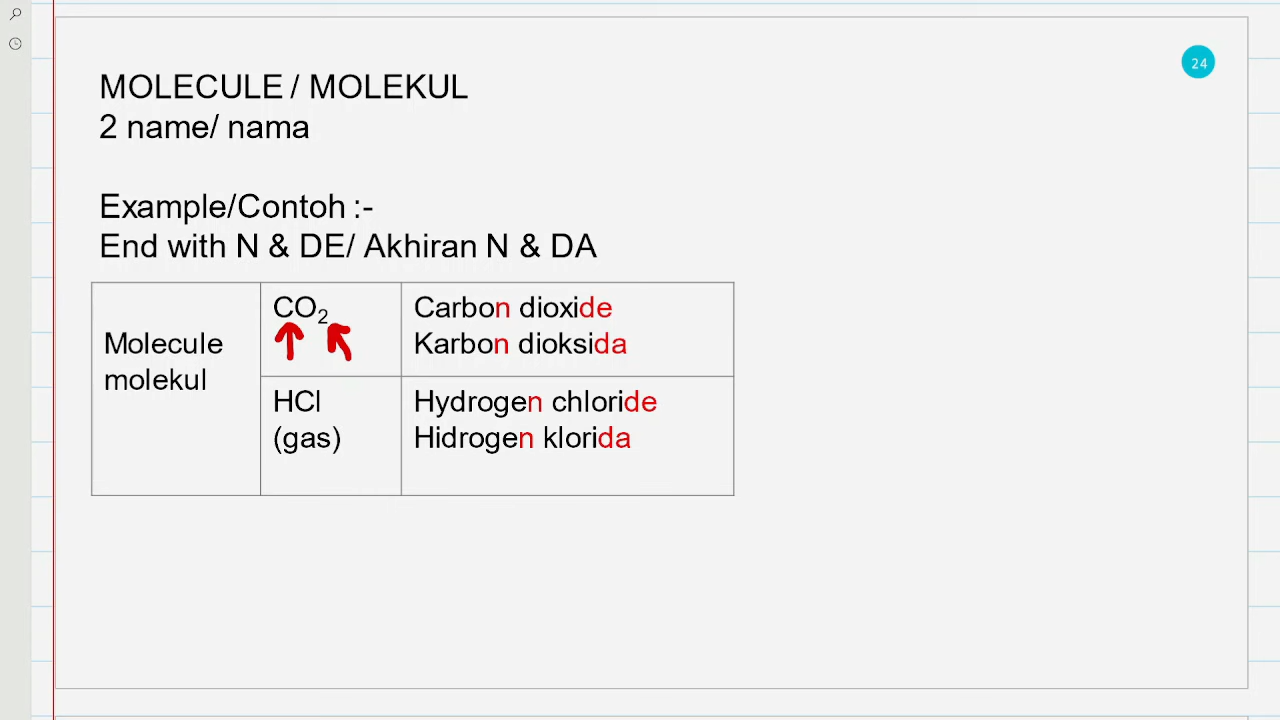 24
MOLECULE / MOLEKUL
2 name/ nama
Example/Contoh :-
End with N & DE/ Akhiran N & DA
Molecule
molekul
CO₂
Carbon dioxide
Karbon dioksida
HCl
(gas)
Hydrogen chloride
Hidrogen klorida